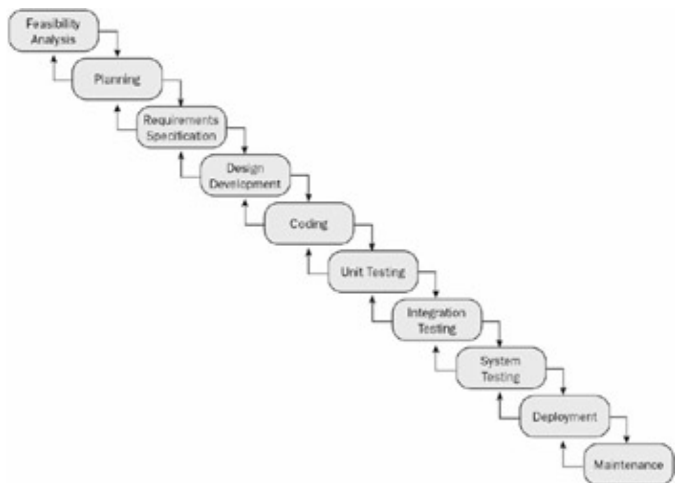 Feasibility
Analysis
Planning
Requirements
Specification
Design
Development
Coding
Unit Testing
Integration
Testing
System
Testing
Deployment
Maintenance